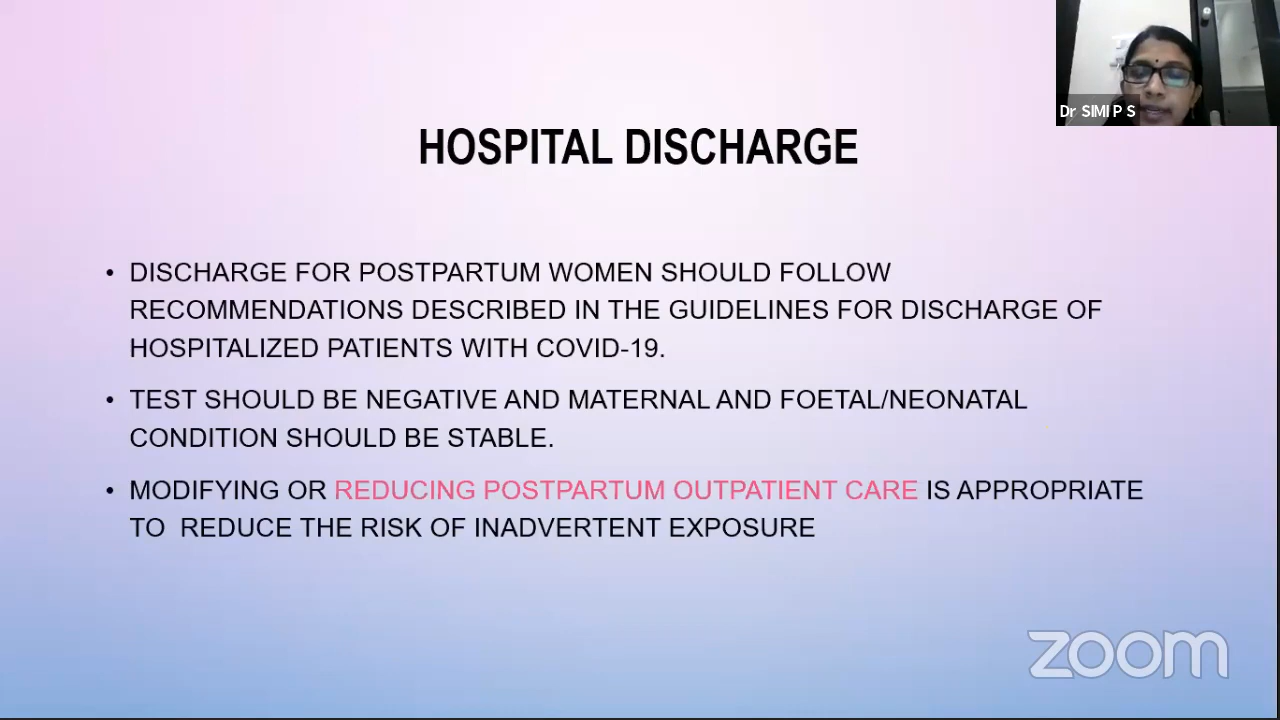 Dr SIMI P S
HOSPITAL DISCHARGE
• DISCHARGE FOR POSTPARTUM WOMEN SHOULD FOLLOW
RECOMMENDATIONS DESCRIBED IN THE GUIDELINES FOR DISCHARGE OF
HOSPITALIZED PATIENTS WITH COVID-19.
• TEST SHOULD BE NEGATIVE AND MATERNAL AND FOETAL/NEONATAL
CONDITION SHOULD BE STABLE.
• MODIFYING OR REDUCING POSTPARTUM OUTPATIENT CARE IS APPROPRIATE
TO REDUCE THE RISK OF INADVERTENT EXPOSURE
zoom